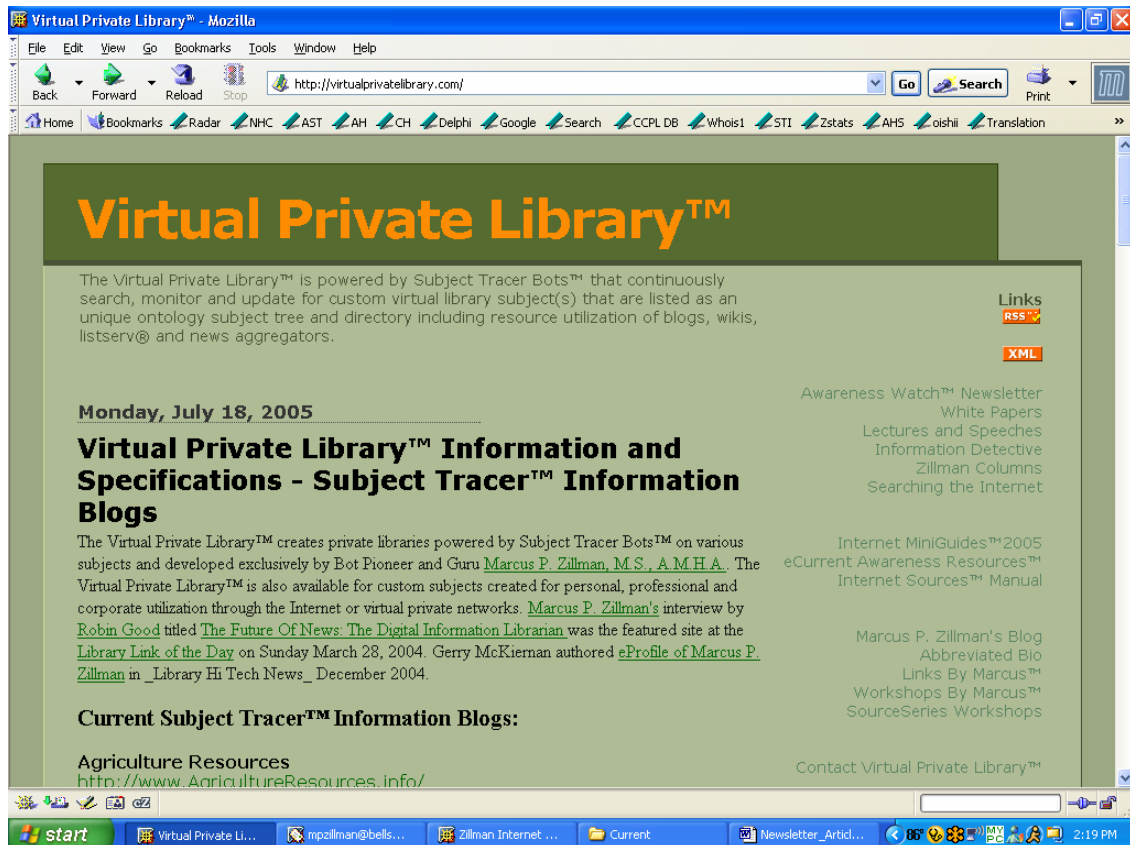 Virtual Private Library™ - Mozilla
File Edit View Go Bookmarks Tools Window Help
Back Forward Reload Stop http://virtualprivatelibrary.com/ Go Search Print
Home Bookmarks Radar NHC AST AH CH Delphi Google Search CCPL DB Whois1 STI Zstats AHS oishii Translation »
Virtual Private Library™
The Virtual Private Library™ is powered by Subject Tracer Bots™ that continuously
search, monitor and update for custom virtual library subject(s) that are listed as an
unique ontology subject tree and directory including resource utilization of blogs, wikis,
listserv® and news aggregators.
Links
RSS
XML
Monday, July 18, 2005
Virtual Private Library™ Information and
Specifications - Subject Tracer™ Information
Blogs
The Virtual Private Library™ creates private libraries powered by Subject Tracer Bots™ on various
subjects and developed exclusively by Bot Pioneer and Guru Marcus P. Zillman, M.S., A.M.H.A.. The
Virtual Private Library™ is also available for custom subjects created for personal, professional and
corporate utilization through the Internet or virtual private networks. Marcus P. Zillman's interview by
Robin Good titled The Future Of News: The Digital Information Librarian was the featured site at the
Library Link of the Day on Sunday March 28, 2004. Gerry McKiernan authored eProfile of Marcus P.
Zillman in _Library Hi Tech News_ December 2004.
Current Subject Tracer™ Information Blogs:
Agriculture Resources
http://www.AgricultureResources.info/
Awareness Watch™ Newsletter
White Papers
Lectures and Speeches
Information Detective
Zillman Columns
Searching the Internet
Internet MiniGuides™2005
eCurrent Awareness Resources™
Internet Sources™ Manual
Marcus P. Zillman's Blog
Abbreviated Bio
Links By Marcus™
Workshops By Marcus™
SourceSeries Workshops
Contact Virtual Private Library™
start Virtual Private Li... mpzillman@bells... Zillman Internet ... Current Newsletter_Articl... 86° MY PC 2:19 PM